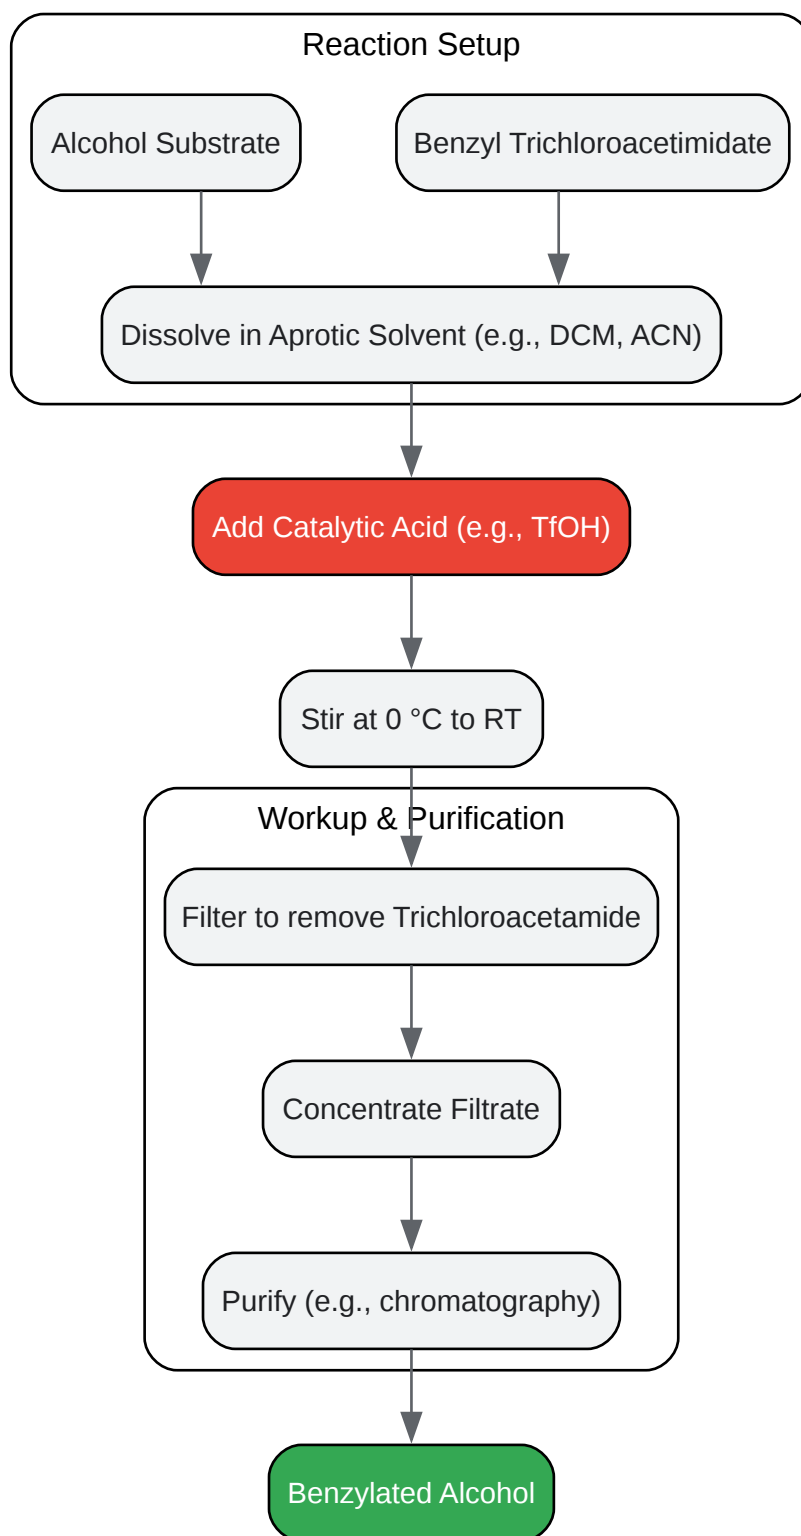 Reaction Setup
Alcohol Substrate
Benzyl Trichloroacetimidate
Dissolve in Aprotic Solvent (e.g., DCM, ACN)
Add Catalytic Acid (e.g., TfOH)
Stir at 0 °C to RT
Workup & Purification
Filter to remove Trichloroacetamide
Concentrate Filtrate
Purify (e.g., chromatography)
Benzylated Alcohol